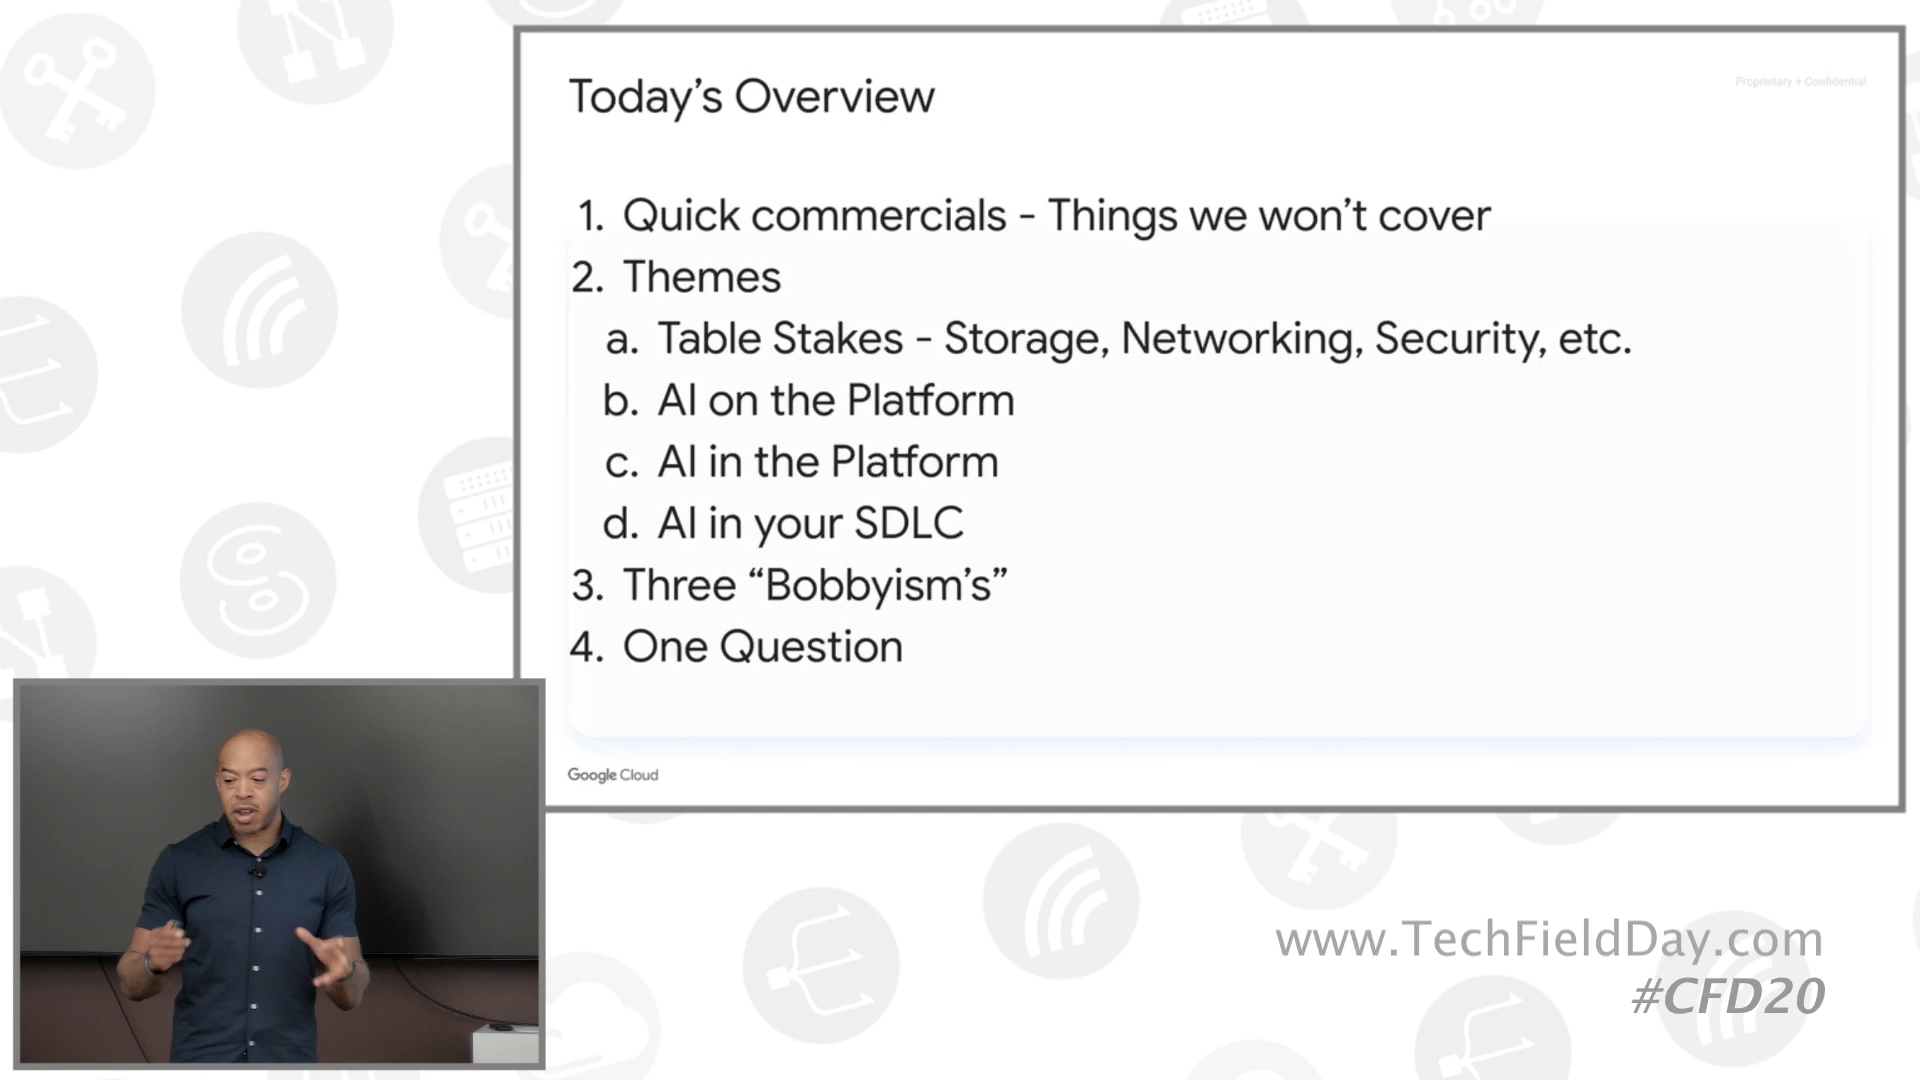 Today’s Overview
Proprietary + Confidential
1. Quick commercials - Things we won’t cover
2. Themes
a. Table Stakes - Storage, Networking, Security, etc.
b. AI on the Platform
c. AI in the Platform
d. AI in your SDLC
3. Three “Bobbyism’s”
4. One Question
Google Cloud
www.TechFieldDay.com
#CFD20